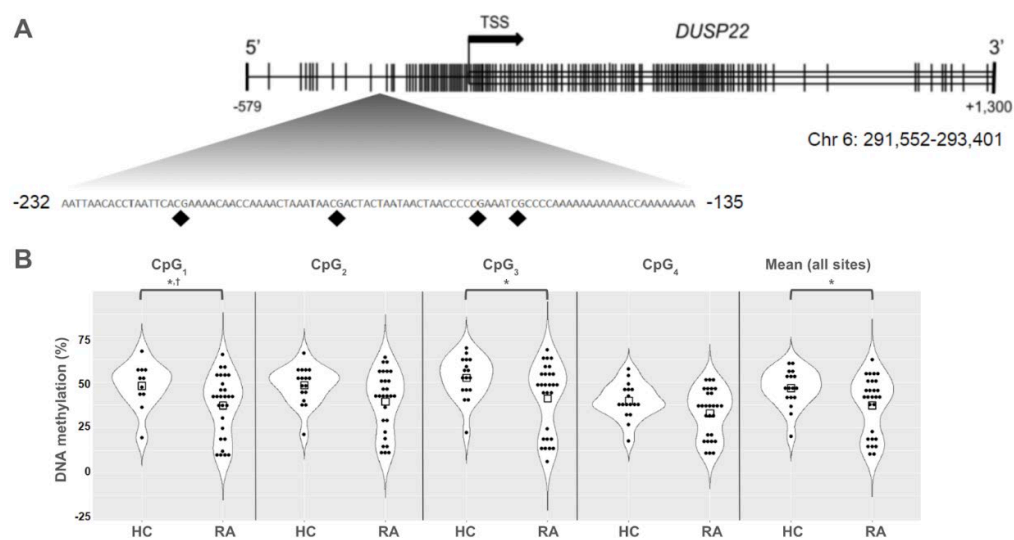 A
TSS
DUSP22
5’
3’
-579
+1,300
Chr 6: 291,552-293,401
-232 AATTAACACCTAATTCACGAAAACAACCAAAACTAAATAACGACTACTAATAACTAACCCCCGAAATCGCCCCAAAAAAAAAAACCAAAAAAAA -135
B
CpG1 CpG2 CpG3 CpG4 Mean (all sites)
*,† * *
DNA methylation (%)
75
50
25
0
-25
HC RA HC RA HC RA HC RA HC RA